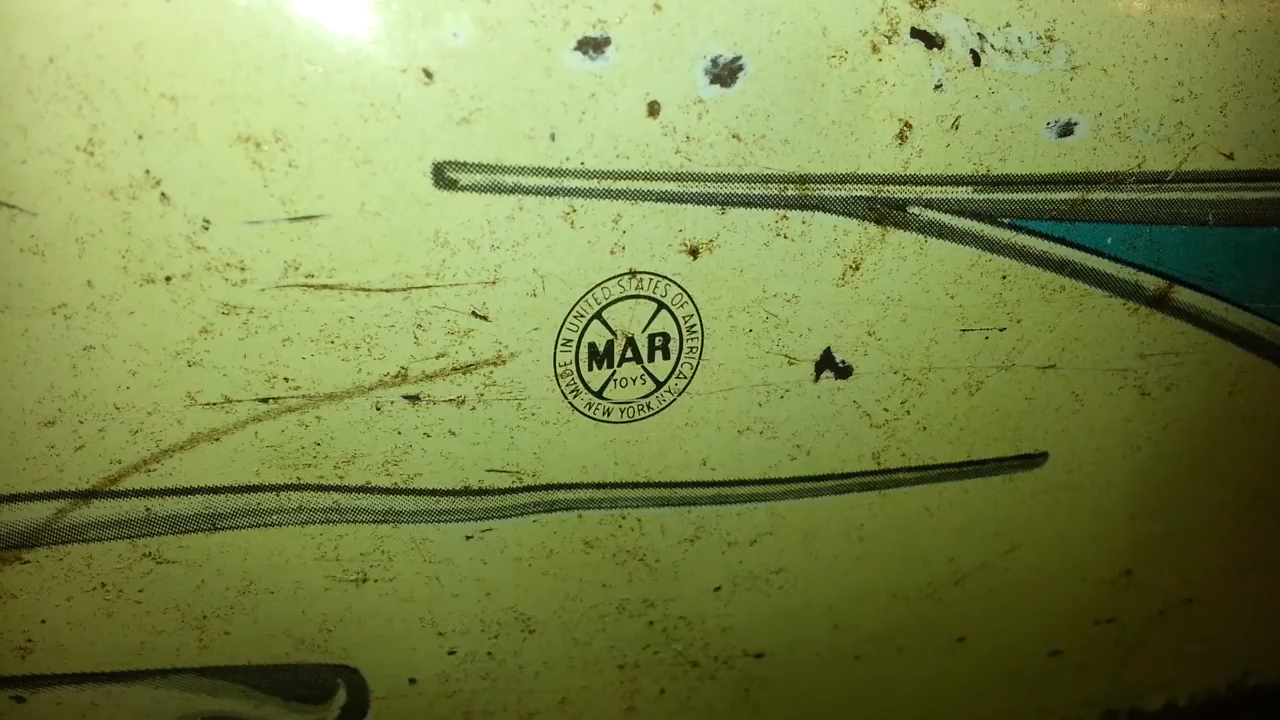 MADE IN UNITED STATES OF AMERICA. N.Y.
MAR
TOYS
NEW YORK.N.Y.